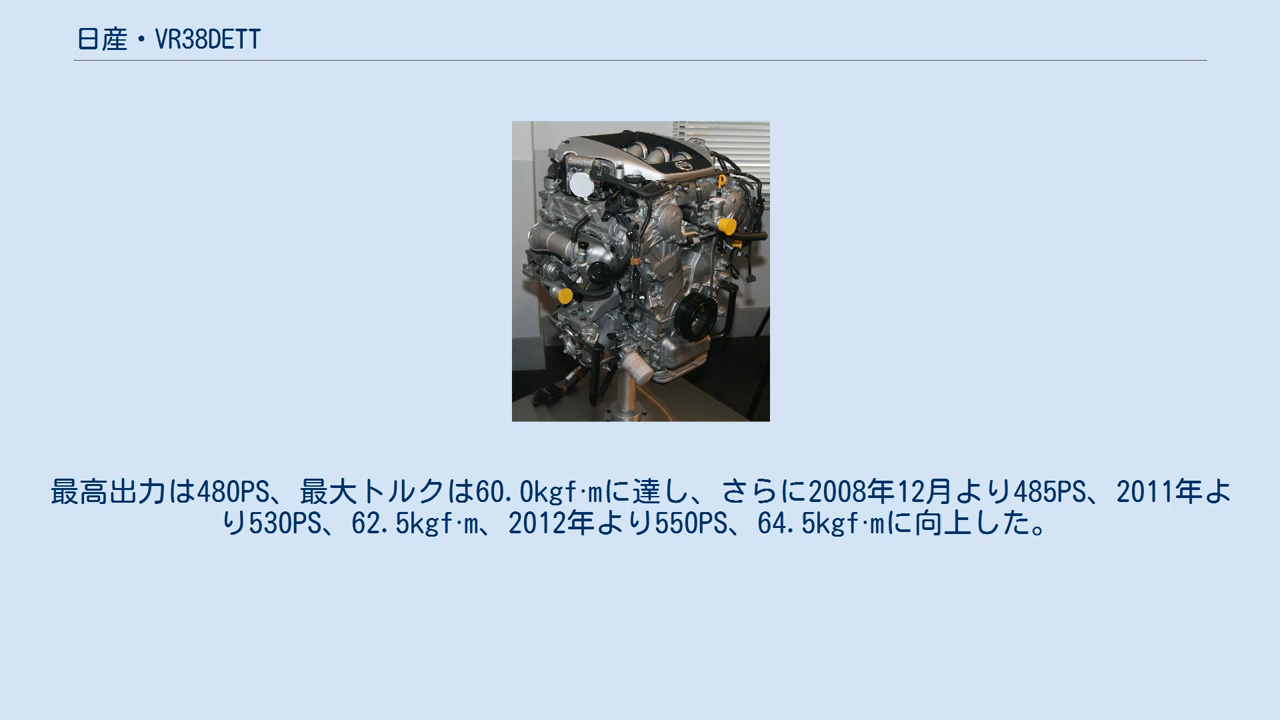 日産・VR38DETT
最高出力は480PS、最大トルクは60.0kgf·mに達し、さらに2008年12月より485PS、2011年よ
り530PS、62.5kgf·m、2012年より550PS、64.5kgf·mに向上した。